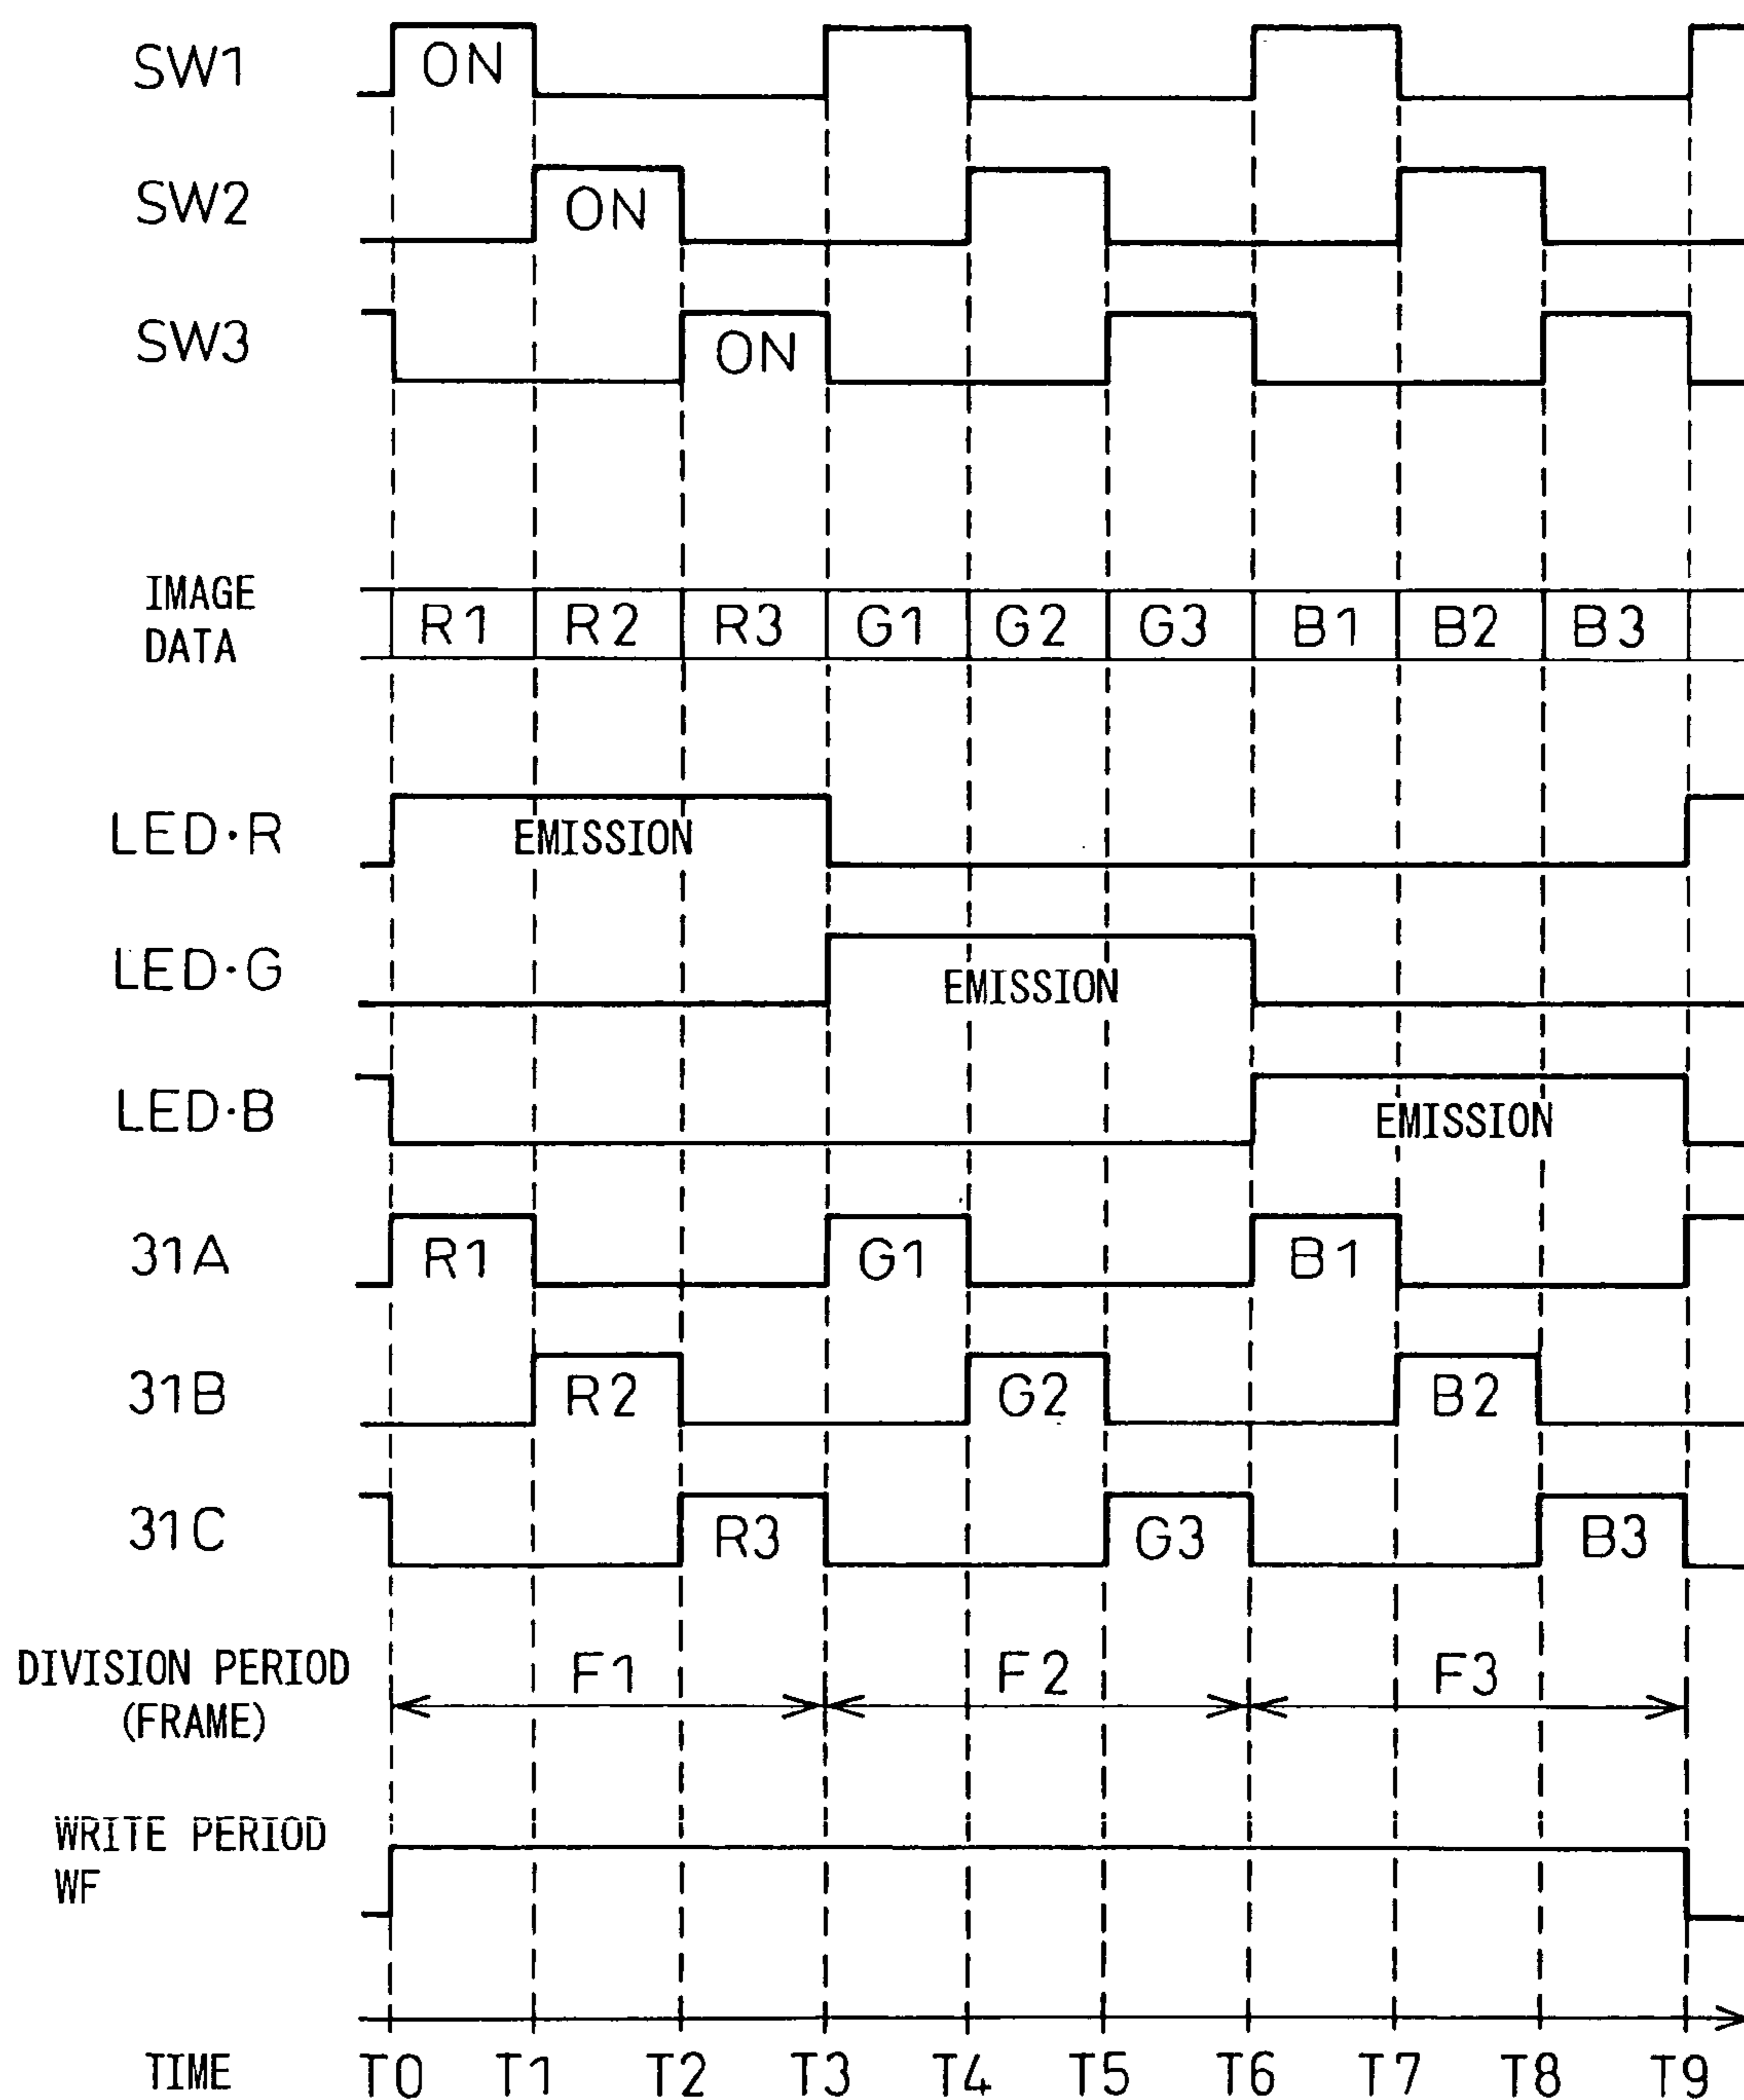 SW1 ON
SW2 ON
SW3 ON
IMAGE
DATA
R1 R2 R3 G1 G2 G3 B1 B2 B3
LED·R EMISSION
LED·G EMISSION
LED·B EMISSION
31A R1 G1 B1
31B R2 G2 B2
31C R3 G3 B3
DIVISION PERIOD
(FRAME)
F1 F2 F3
WRITE PERIOD
WF
TIME T0 T1 T2 T3 T4 T5 T6 T7 T8 T9